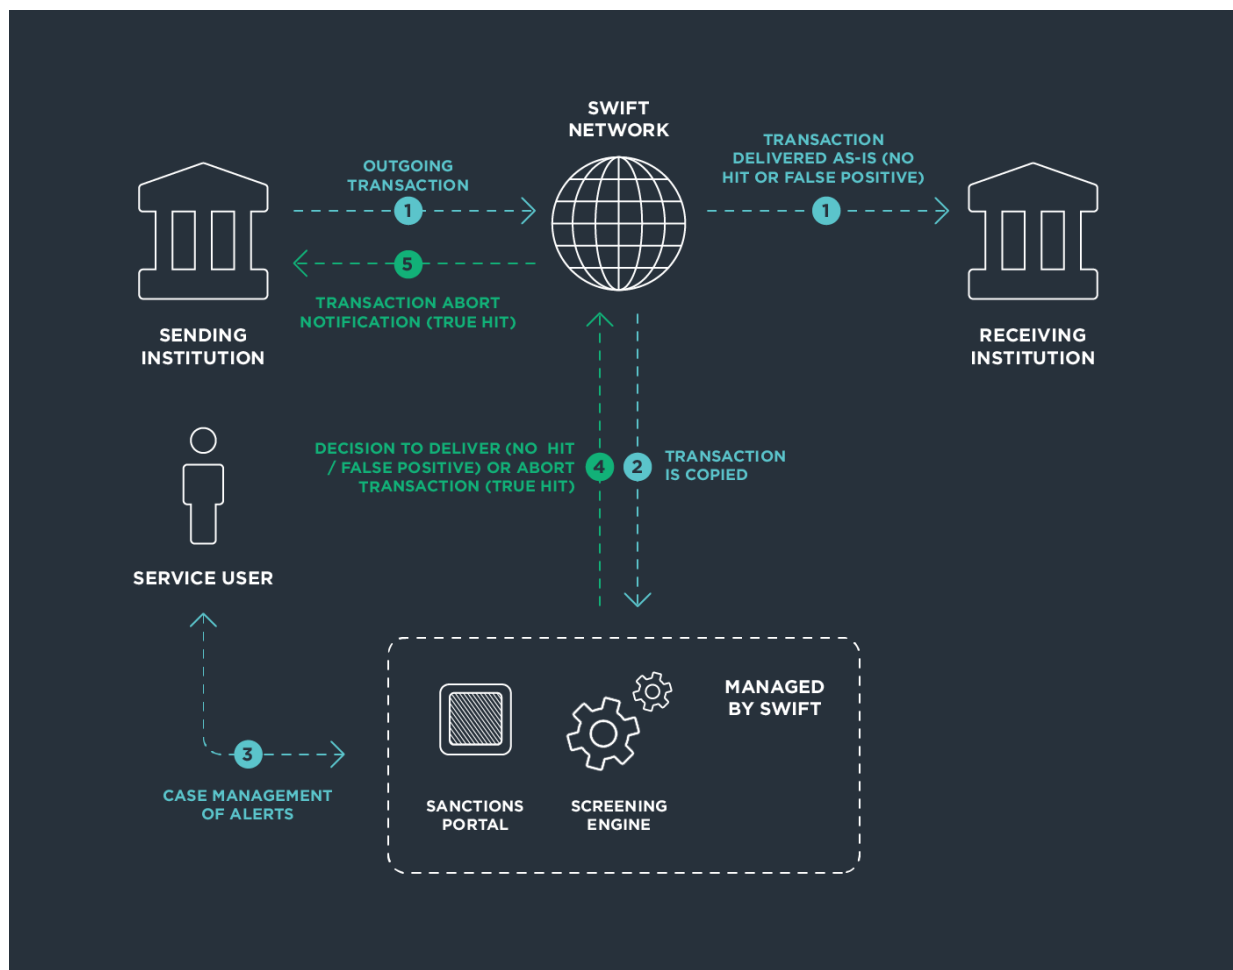 SWIFT
NETWORK
TRANSACTION
DELIVERED AS-IS (NO
HIT OR FALSE POSITIVE)
OUTGOING
TRANSACTION
1
1
5
TRANSACTION ABORT
NOTIFICATION (TRUE HIT)
SENDING
INSTITUTION
RECEIVING
INSTITUTION
DECISION TO DELIVER (NO HIT
/ FALSE POSITIVE) OR ABORT
TRANSACTION (TRUE HIT)
4
2
TRANSACTION
IS COPIED
SERVICE USER
3
CASE MANAGEMENT
OF ALERTS
MANAGED
BY SWIFT
SANCTIONS
PORTAL
SCREENING
ENGINE